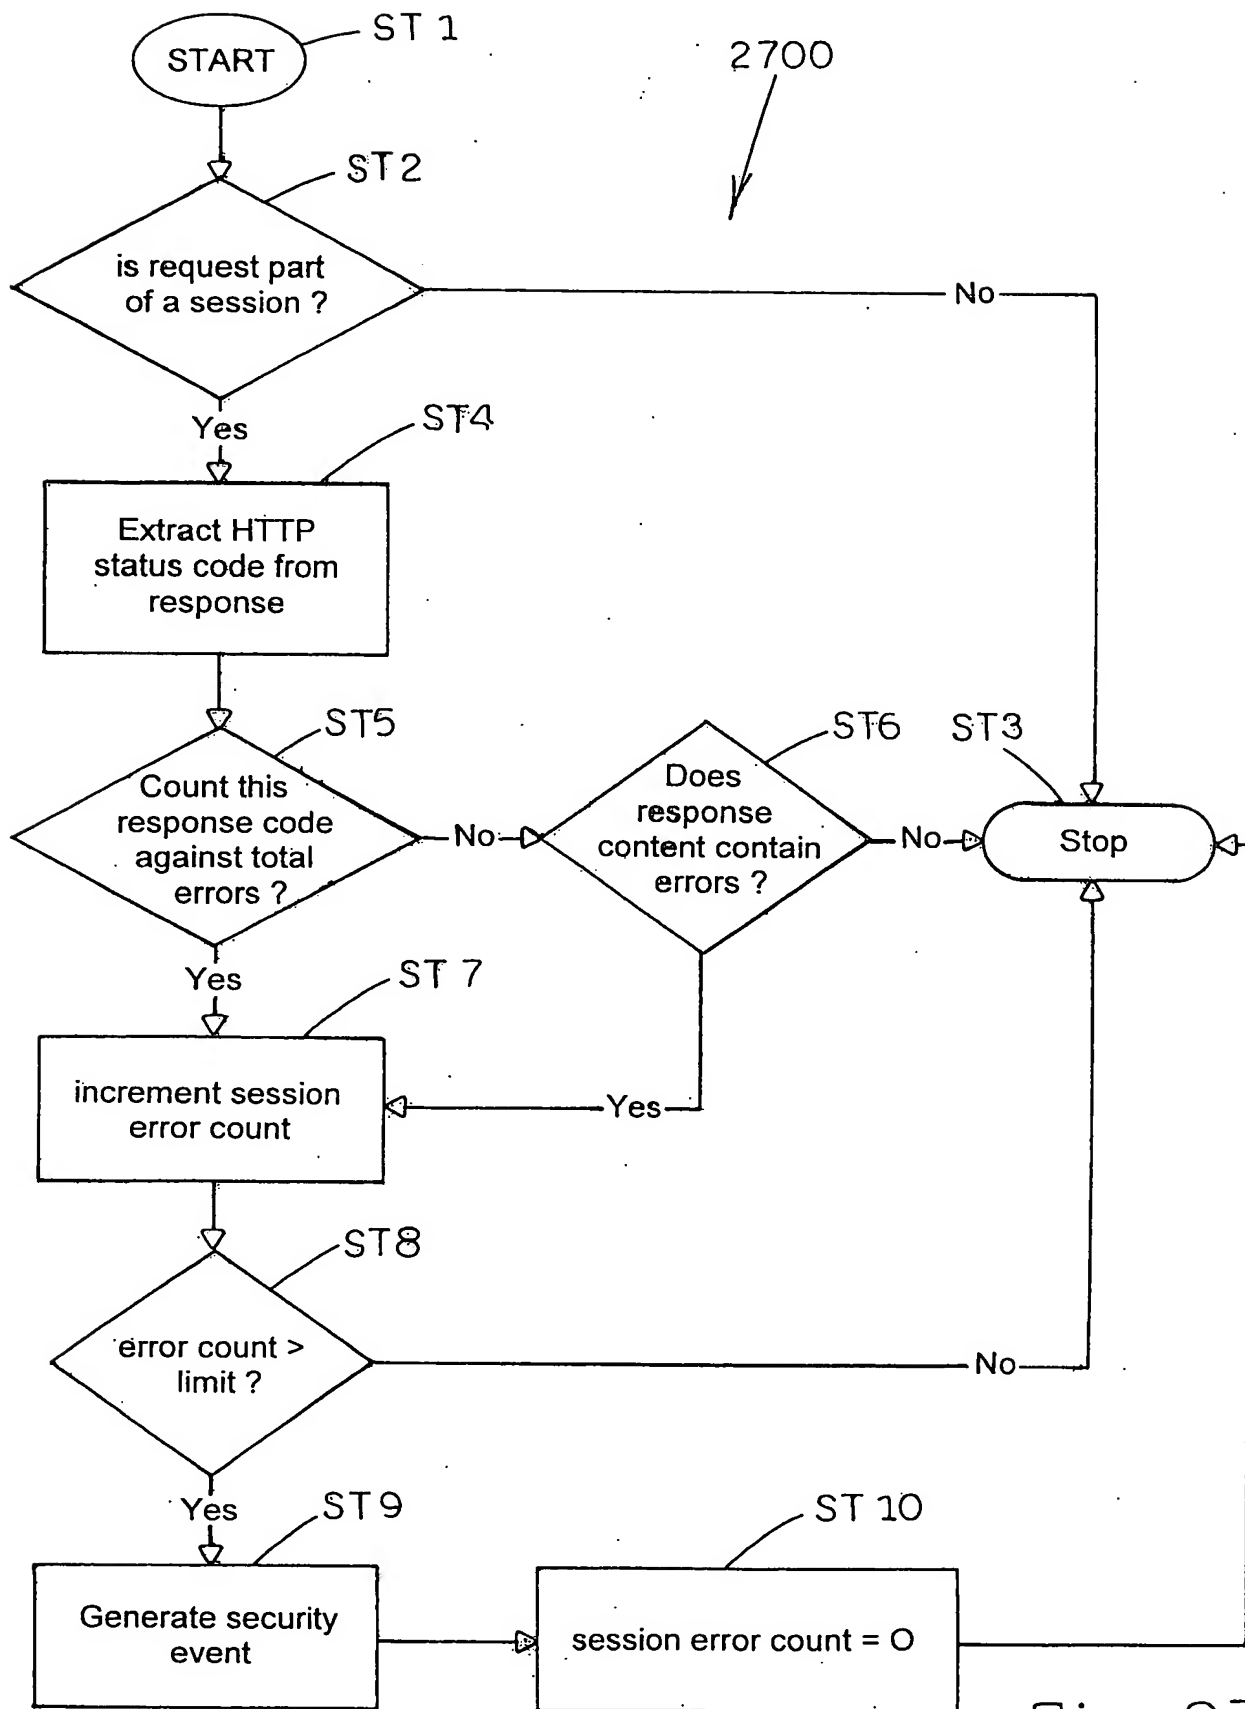 START
ST 1
2700
ST2
is request part
of a session ?
No
Yes
ST4
Extract HTTP
status code from
response
ST5
Count this
response code
against total
errors ?
No
ST6
Does
response
content contain
errors ?
No
ST3
Stop
Yes
ST 7
increment session
error count
Yes
ST8
error count >
limit ?
No
Yes
ST9
Generate security
event
ST 10
session error count = O